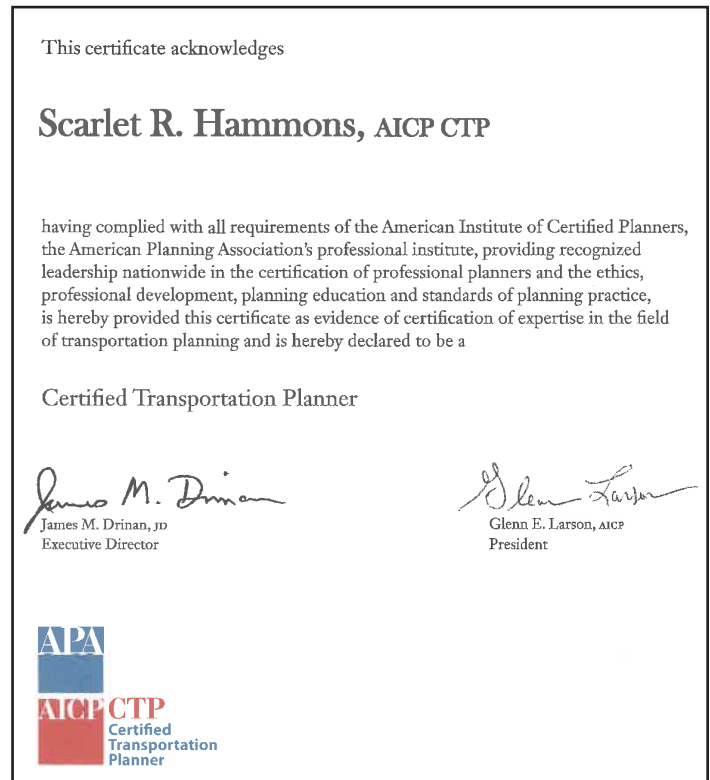 This certificate acknowledges
Scarlet R. Hammons, AICP CTP
having complied with all requirements of the American Institute of Certified Planners,
the American Planning Association's professional institute, providing recognized
leadership nationwide in the certification of professional planners and the ethics,
professional development, planning education and standards of planning practice,
is hereby provided this certificate as evidence of certification of expertise in the field
of transportation planning and is hereby declared to be a
Certified Transportation Planner
James M. Drinan
Glenn Larson
James M. Drinan, JD
Executive Director
Glenn E. Larson, AICP
President
APA
AICP CTP
Certified
Transportation
Planner